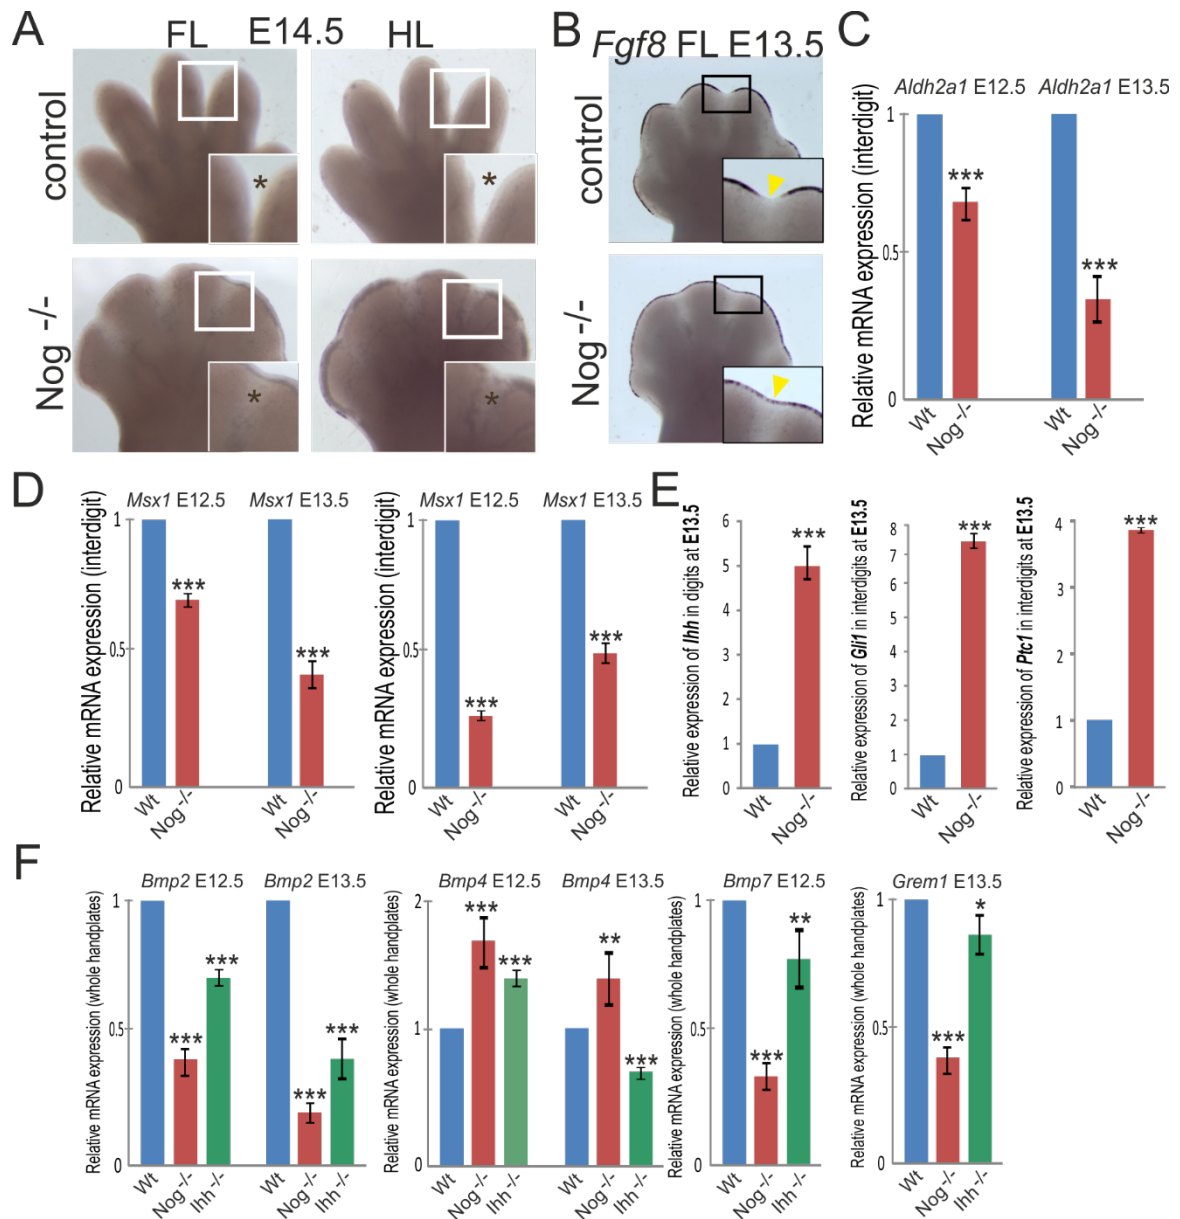 A
FL E14.5 HL
control
Nog -/-
*
*
*
*
B
Fgf8 FL E13.5
control
Nog -/-
C
Aldh2a1 E12.5 Aldh2a1 E13.5
Relative mRNA expression (interdigit)
1
0.5
0
***
***
Wt
Nog -/-
Wt
Nog -/-
D
Msx1 E12.5 Msx1 E13.5
Relative mRNA expression (interdigit)
1
0.5
0
***
***
Wt
Nog -/-
Wt
Nog -/-
Msx1 E12.5 Msx1 E13.5
Relative mRNA expression (interdigit)
1
0.5
0
***
***
Wt
Nog -/-
Wt
Nog -/-
E
Relative expression of Ihh in digits at E13.5
6
5
4
3
2
1
0
***
Wt
Nog -/-
Relative expression of Gli1 in interdigits at E13.5
8
7
6
5
4
3
2
1
0
***
Wt
Nog -/-
Relative expression of Ptc1 in interdigits at E13.5
4
3
2
1
0
***
Wt
Nog -/-
F
Bmp2 E12.5 Bmp2 E13.5
Relative mRNA expression (whole handplates)
1
0.5
0
***
***
***
***
Wt
Nog -/-
Ihh -/-
Wt
Nog -/-
Ihh -/-
Bmp4 E12.5 Bmp4 E13.5
Relative mRNA expression (whole handplates)
2
1
0
***
***
**
***
Wt
Nog -/-
Ihh -/-
Wt
Nog -/-
Ihh -/-
Bmp7 E12.5
Relative mRNA expression (whole handplates)
1
0.5
0
***
**
Wt
Nog -/-
Ihh -/-
Grem1 E13.5
Relative mRNA expression (whole handplates)
1
0.5
0
***
*
Wt
Nog -/-
Ihh -/-